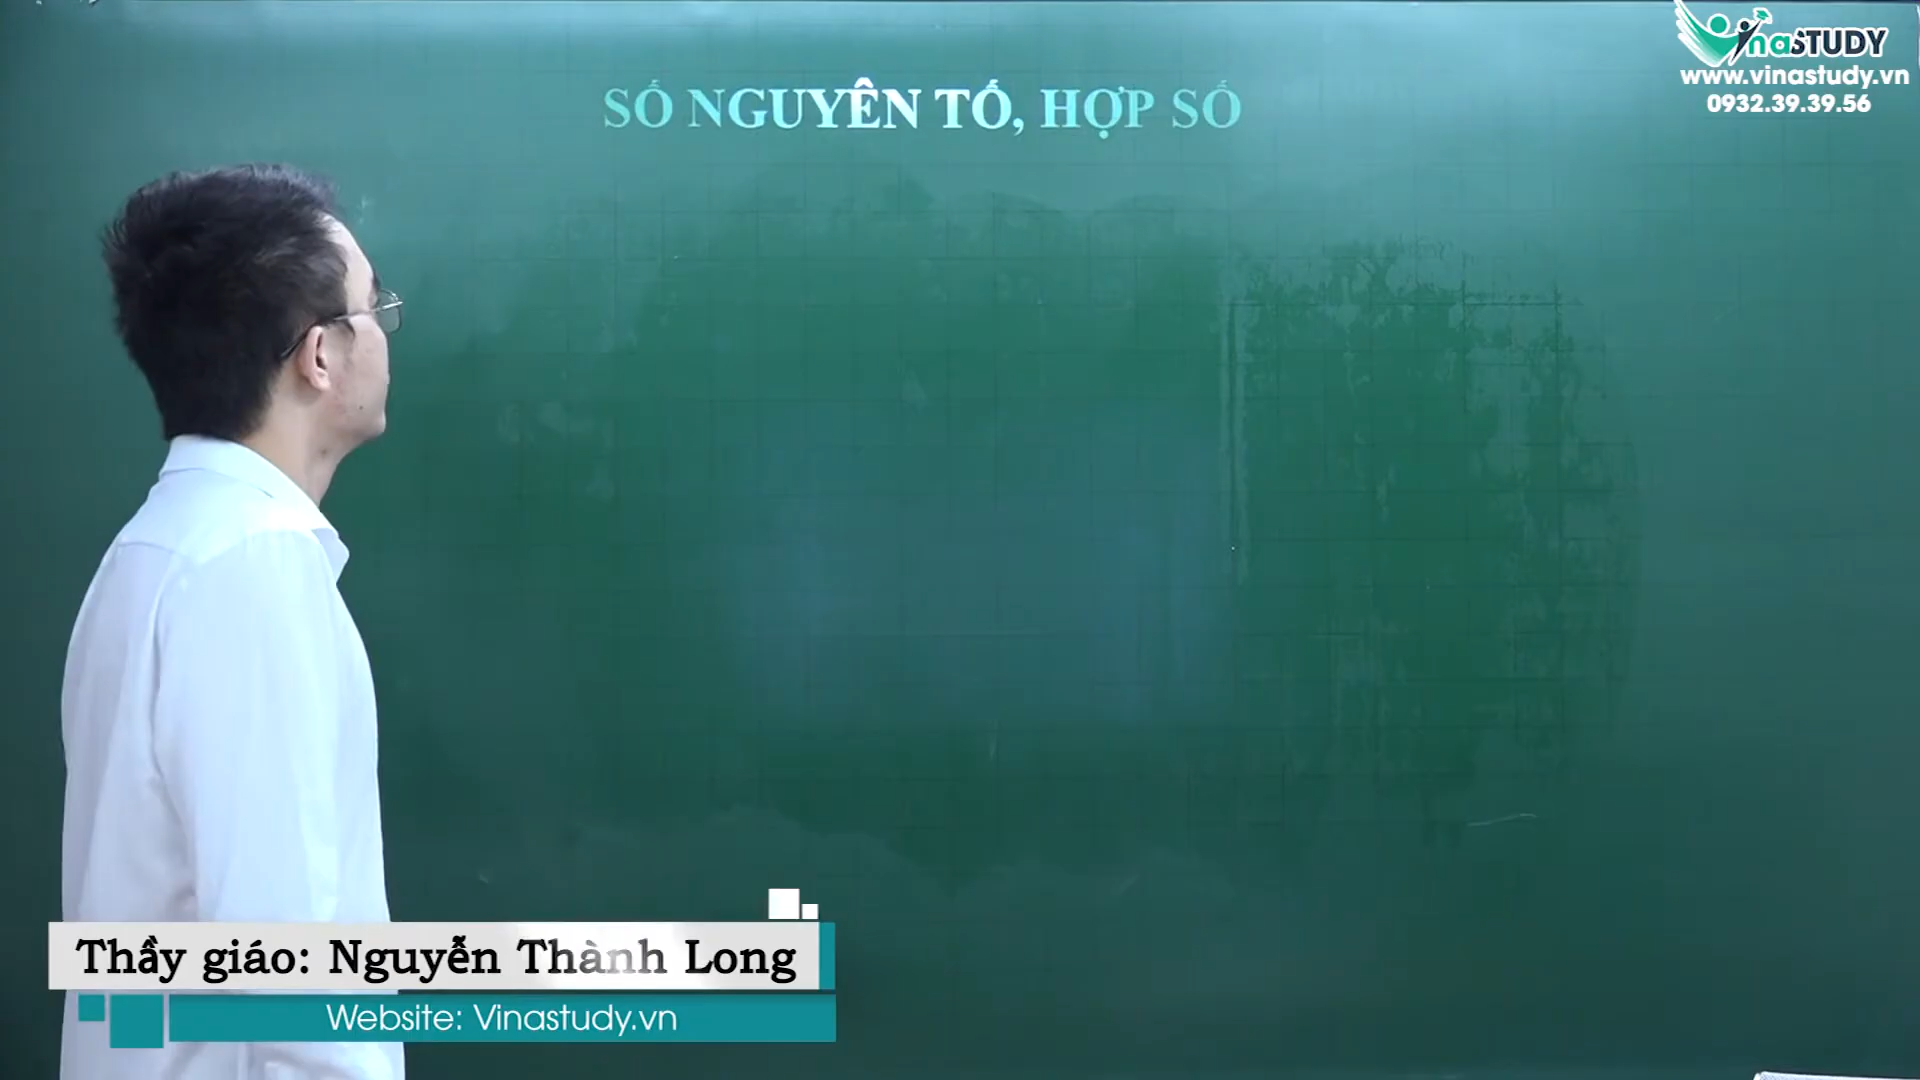 VinaSTUDY
www.vinastudy.vn
0932.39.39.56
SỐ NGUYÊN TỐ, HỢP SỐ
Thầy giáo: Nguyễn Thành Long
Website: Vinastudy.vn